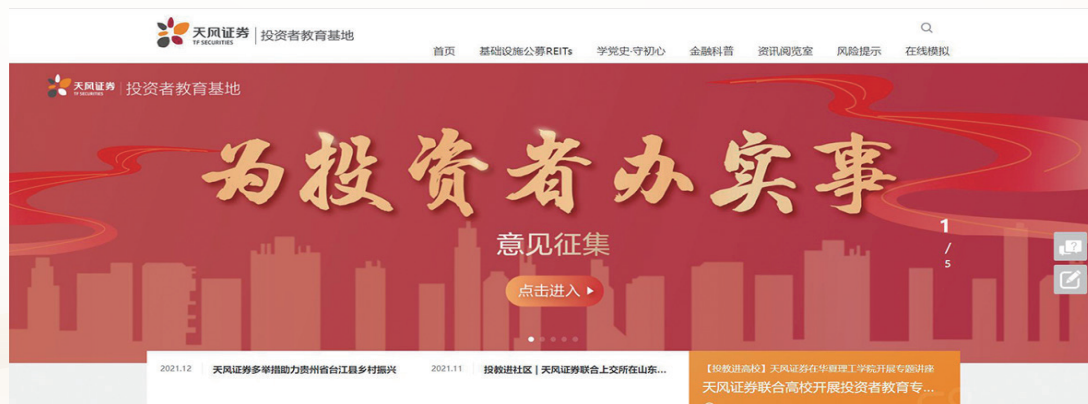 天风证券 投资者教育基地
TF SECURITIES
首页 基础设施公募REITs 学党史·守初心 金融科普 资讯阅览室 风险提示 在线模拟
天风证券 投资者教育基地
TF SECURITIES
为投资者办实事
意见征集
点击进入
1
/
5
2021.12 天风证券多举措助力贵州省台江县乡村振兴
2021.11 投教进社区 | 天风证券联合上交所在山东...
【投教进高校】天风证券在华夏理工学院开展专题讲座
天风证券联合高校开展投资者教育专...